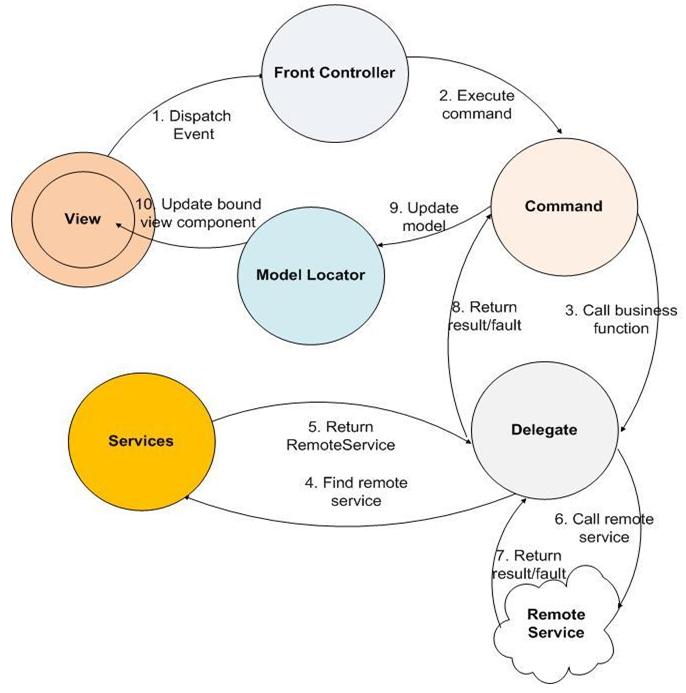 Front Controller
1. Dispatch
Event
2. Execute
command
View
10. Update bound
view component
9. Update
model
Command
Model Locator
8. Return
result/fault
3. Call business
function
Services
5. Return
RemoteService
Delegate
4. Find remote
service
6. Call remote
service
7. Return
result/fault
Remote
Service